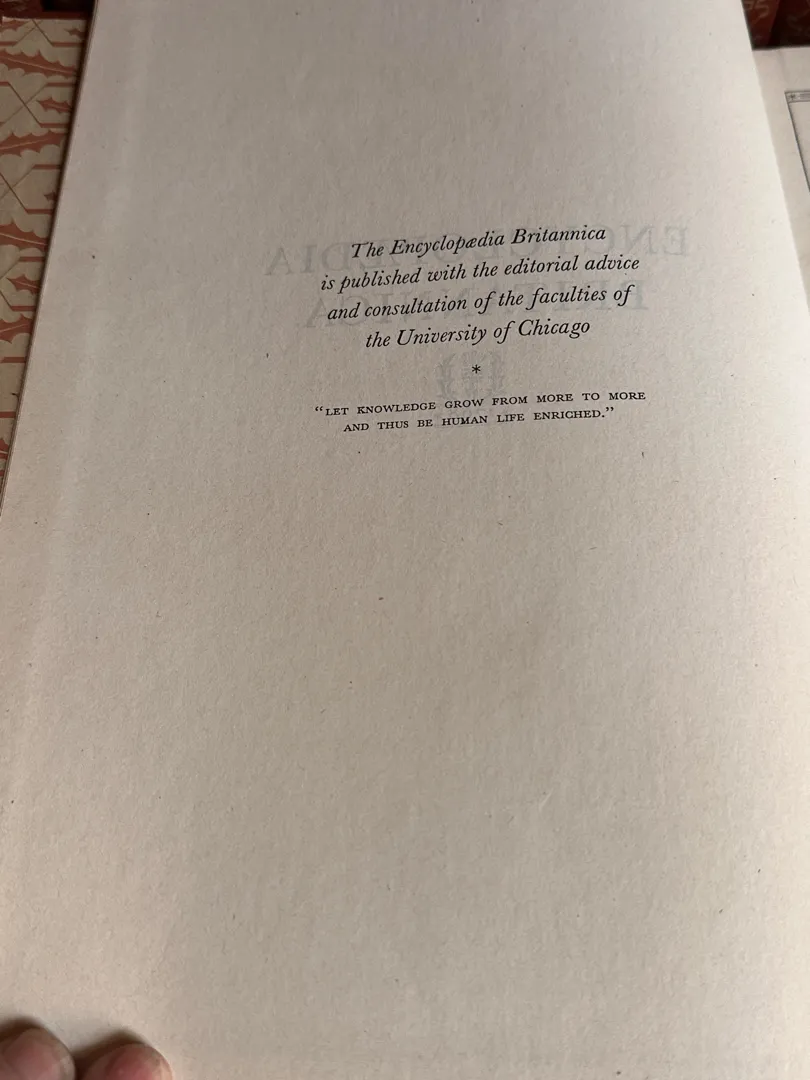 The Encyclopædia Britannica
is published with the editorial advice
and consultation of the faculties of
the University of Chicago
*
“LET KNOWLEDGE GROW FROM MORE TO MORE
AND THUS BE HUMAN LIFE ENRICHED.”